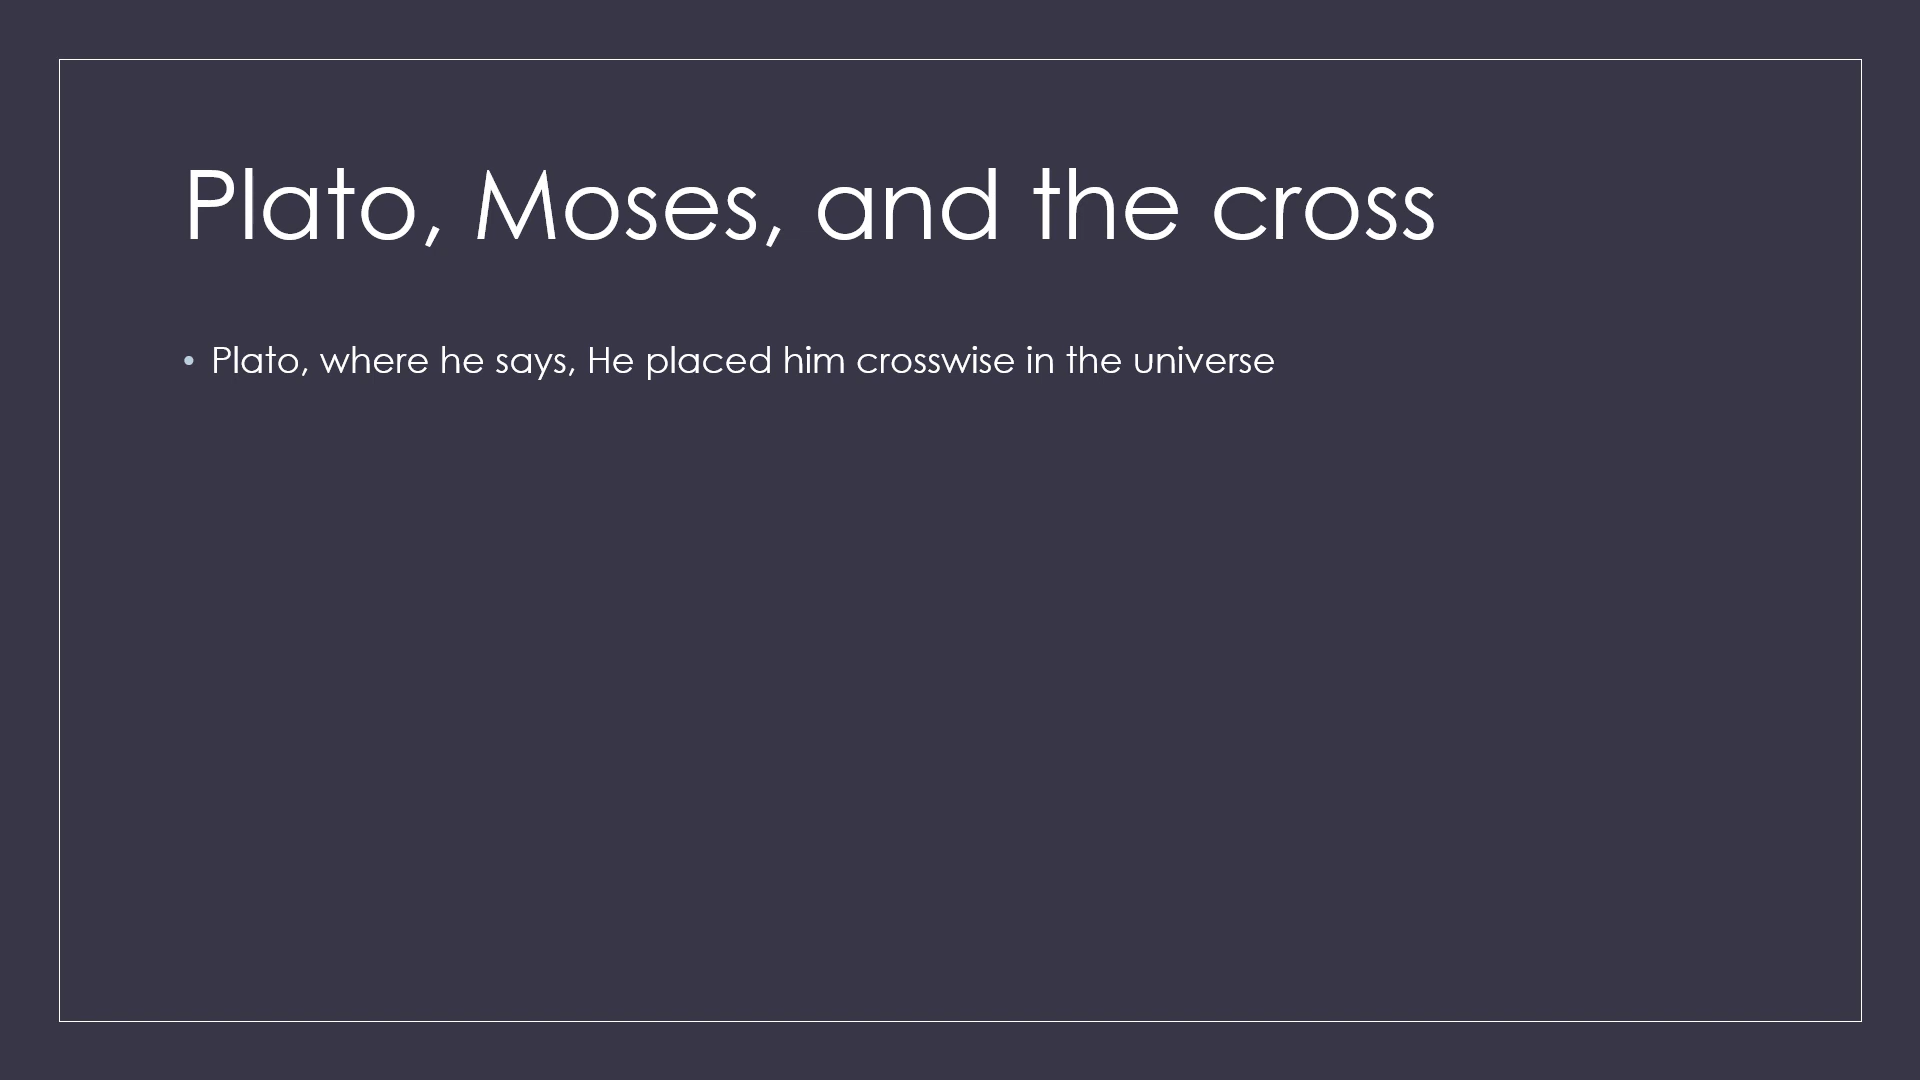 Plato, Moses, and the cross
• Plato, where he says, He placed him crosswise in the universe